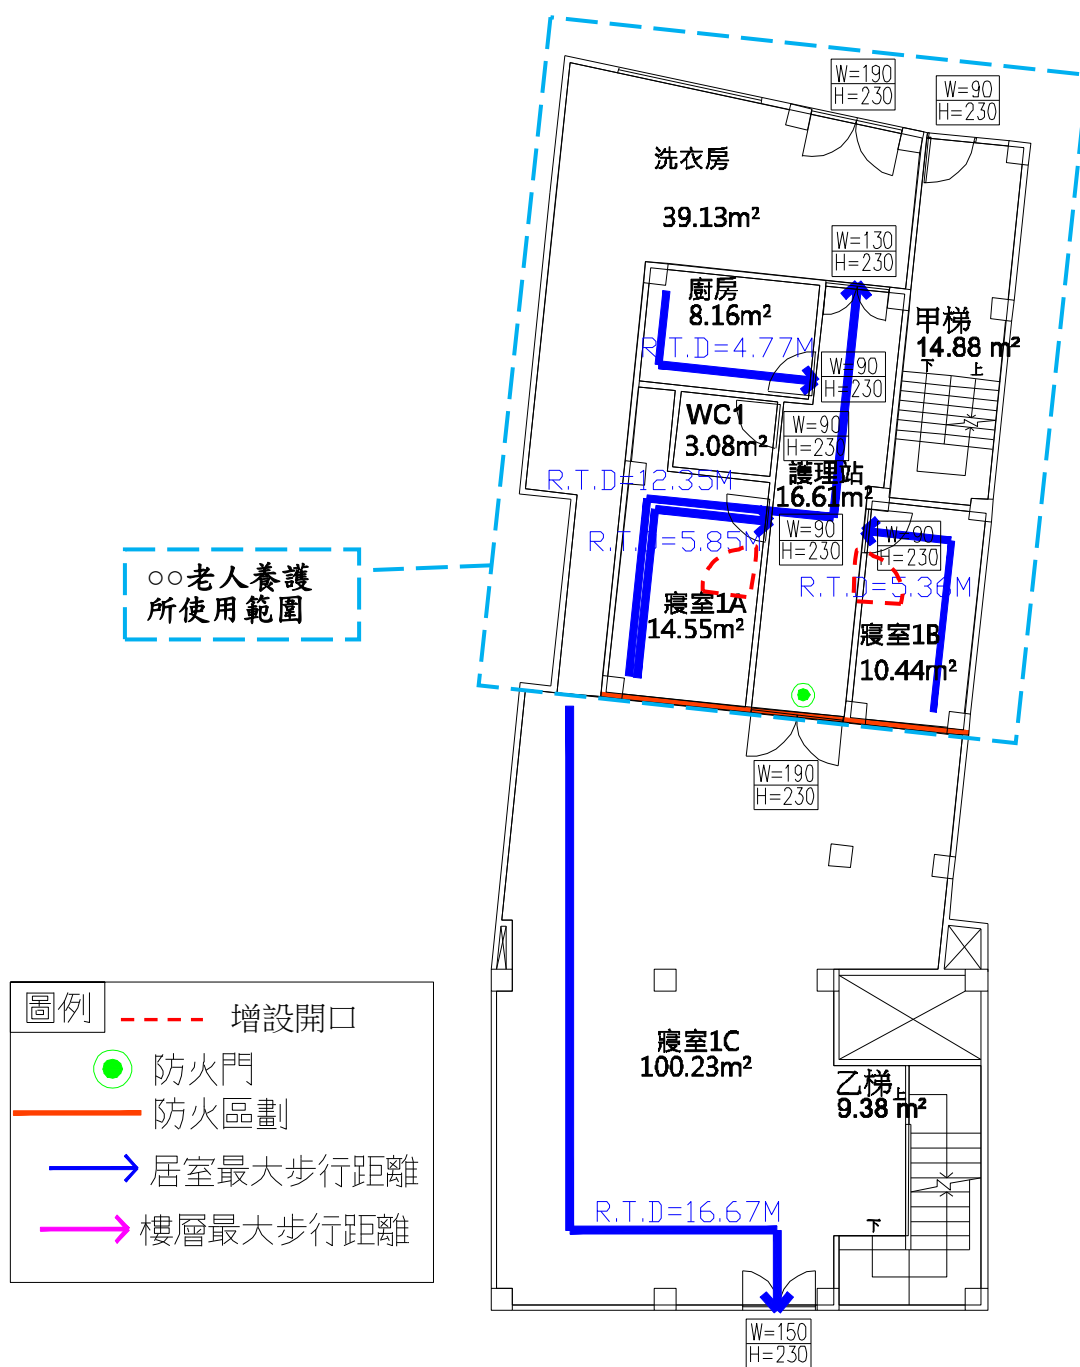 W=190
H=230
W=90
H=230
洗衣房
39.13m²
W=130
H=230
廚房
8.16m²
R.T.D=4.77M
甲梯
14.88 m²
下
上
W=90
H=230
WC1
3.08m²
W=90
H=230
護理站
16.61m²
R.T.D=12.35M
R.T.D=5.85M
W=90
H=230
W=90
H=230
R.T.D=5.36M
○○老人養護
所使用範圍
寢室1A
14.55m²
寢室1B
10.44m²
W=190
H=230
圖例
增設開口
防火門
防火區劃
居室最大步行距離
樓層最大步行距離
寢室1C
100.23m²
乙梯
上
9.38 m²
R.T.D=16.67M
下
W=150
H=230